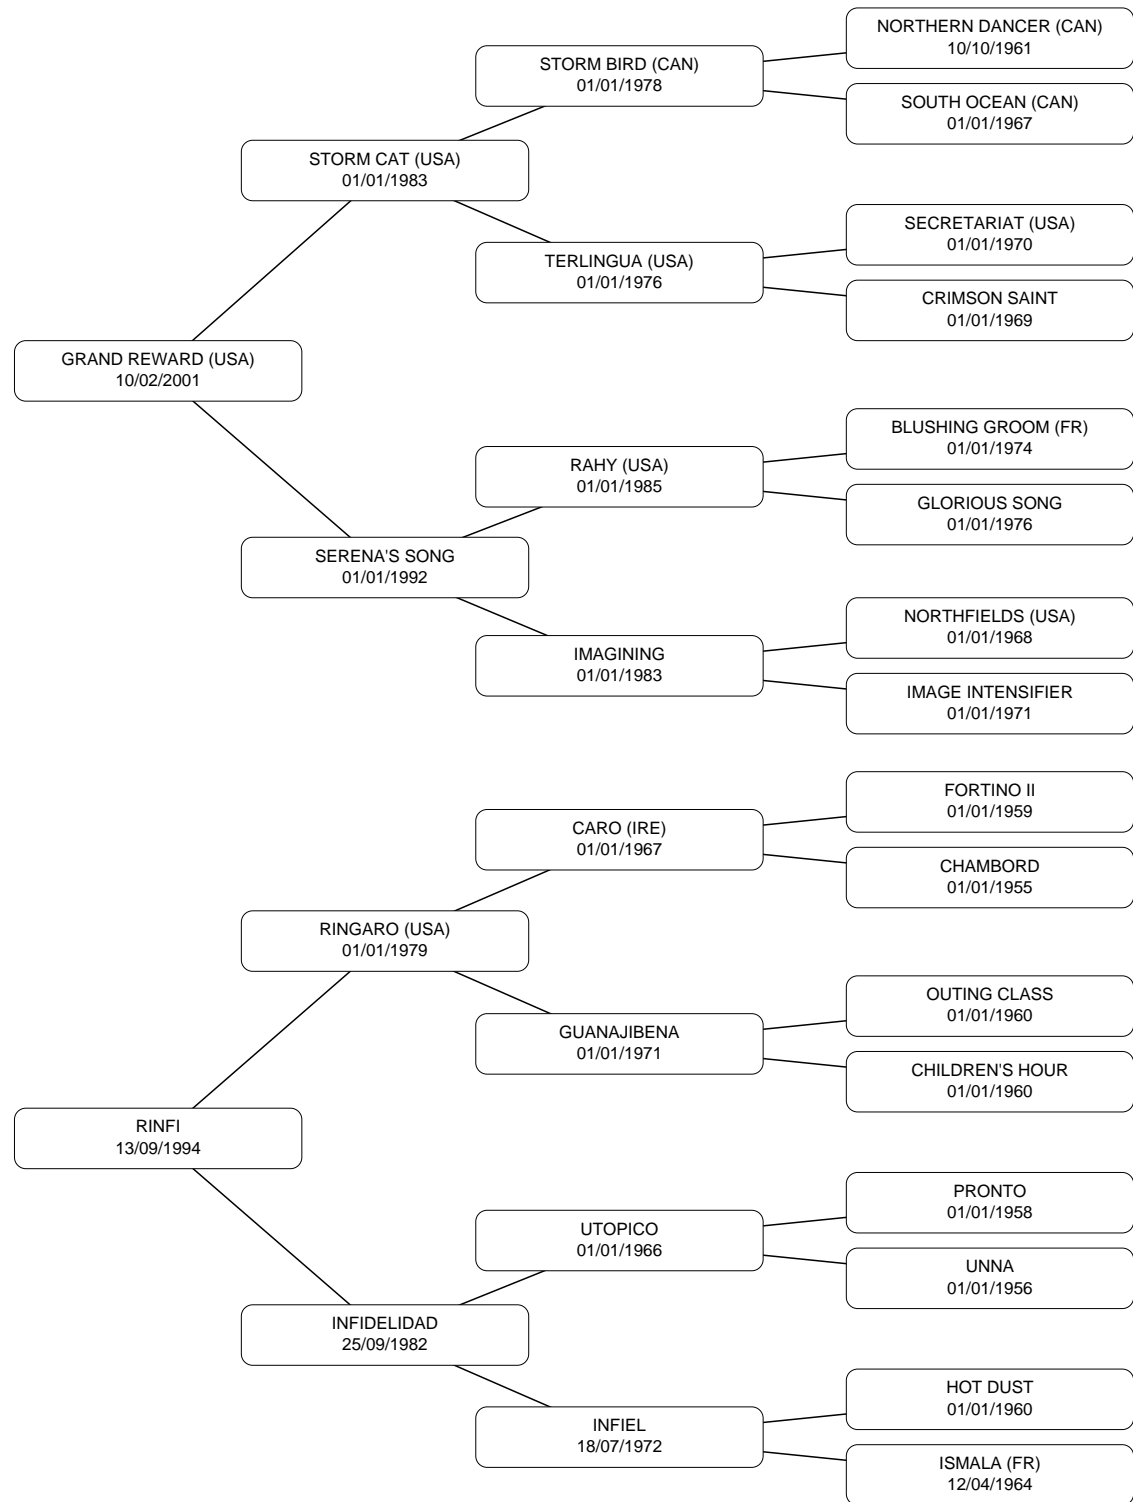 NORTHERN DANCER (CAN)
10/10/1961
STORM BIRD (CAN)
01/01/1978
SOUTH OCEAN (CAN)
01/01/1967
STORM CAT (USA)
01/01/1983
SECRETARIAT (USA)
01/01/1970
TERLINGUA (USA)
01/01/1976
CRIMSON SAINT
01/01/1969
GRAND REWARD (USA)
10/02/2001
BLUSHING GROOM (FR)
01/01/1974
RAHY (USA)
01/01/1985
GLORIOUS SONG
01/01/1976
SERENA'S SONG
01/01/1992
NORTHFIELDS (USA)
01/01/1968
IMAGINING
01/01/1983
IMAGE INTENSIFIER
01/01/1971
FORTINO II
01/01/1959
CARO (IRE)
01/01/1967
CHAMBORD
01/01/1955
RINGARO (USA)
01/01/1979
OUTING CLASS
01/01/1960
GUANAJIBENA
01/01/1971
CHILDREN'S HOUR
01/01/1960
RINFI
13/09/1994
PRONTO
01/01/1958
UTOPICO
01/01/1966
UNNA
01/01/1956
INFIDELIDAD
25/09/1982
HOT DUST
01/01/1960
INFIEL
18/07/1972
ISMALA (FR)
12/04/1964